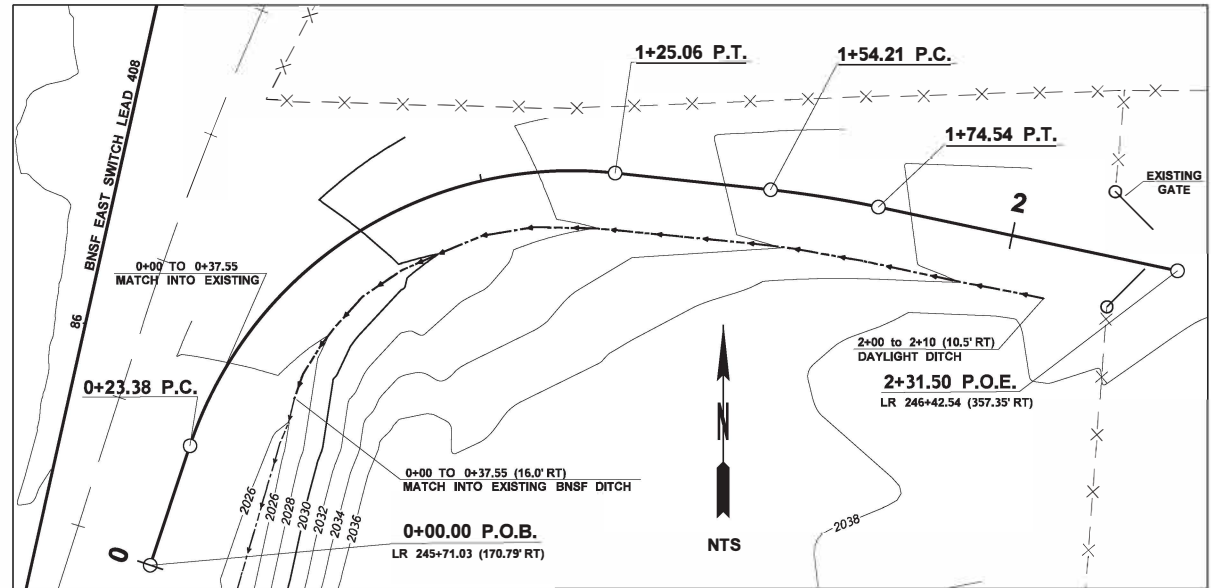 1+25.06 P.T.
1+54.21 P.C.
BNSF EAST SWITCH LEAD 408
86
1+74.54 P.T.
EXISTING
GATE
2
0+00 TO 0+37.55
MATCH INTO EXISTING
2+00 to 2+10 (10.5' RT)
DAYLIGHT DITCH
0+23.38 P.C.
2+31.50 P.O.E.
LR 246+42.54 (357.35' RT)
N
0+00 TO 0+37.55 (16.0' RT)
MATCH INTO EXISTING BNSF DITCH
2026
2026
2028
2030
2032
2034
2036
2038
0+00.00 P.O.B.
LR 245+71.03 (170.79' RT)
0
NTS